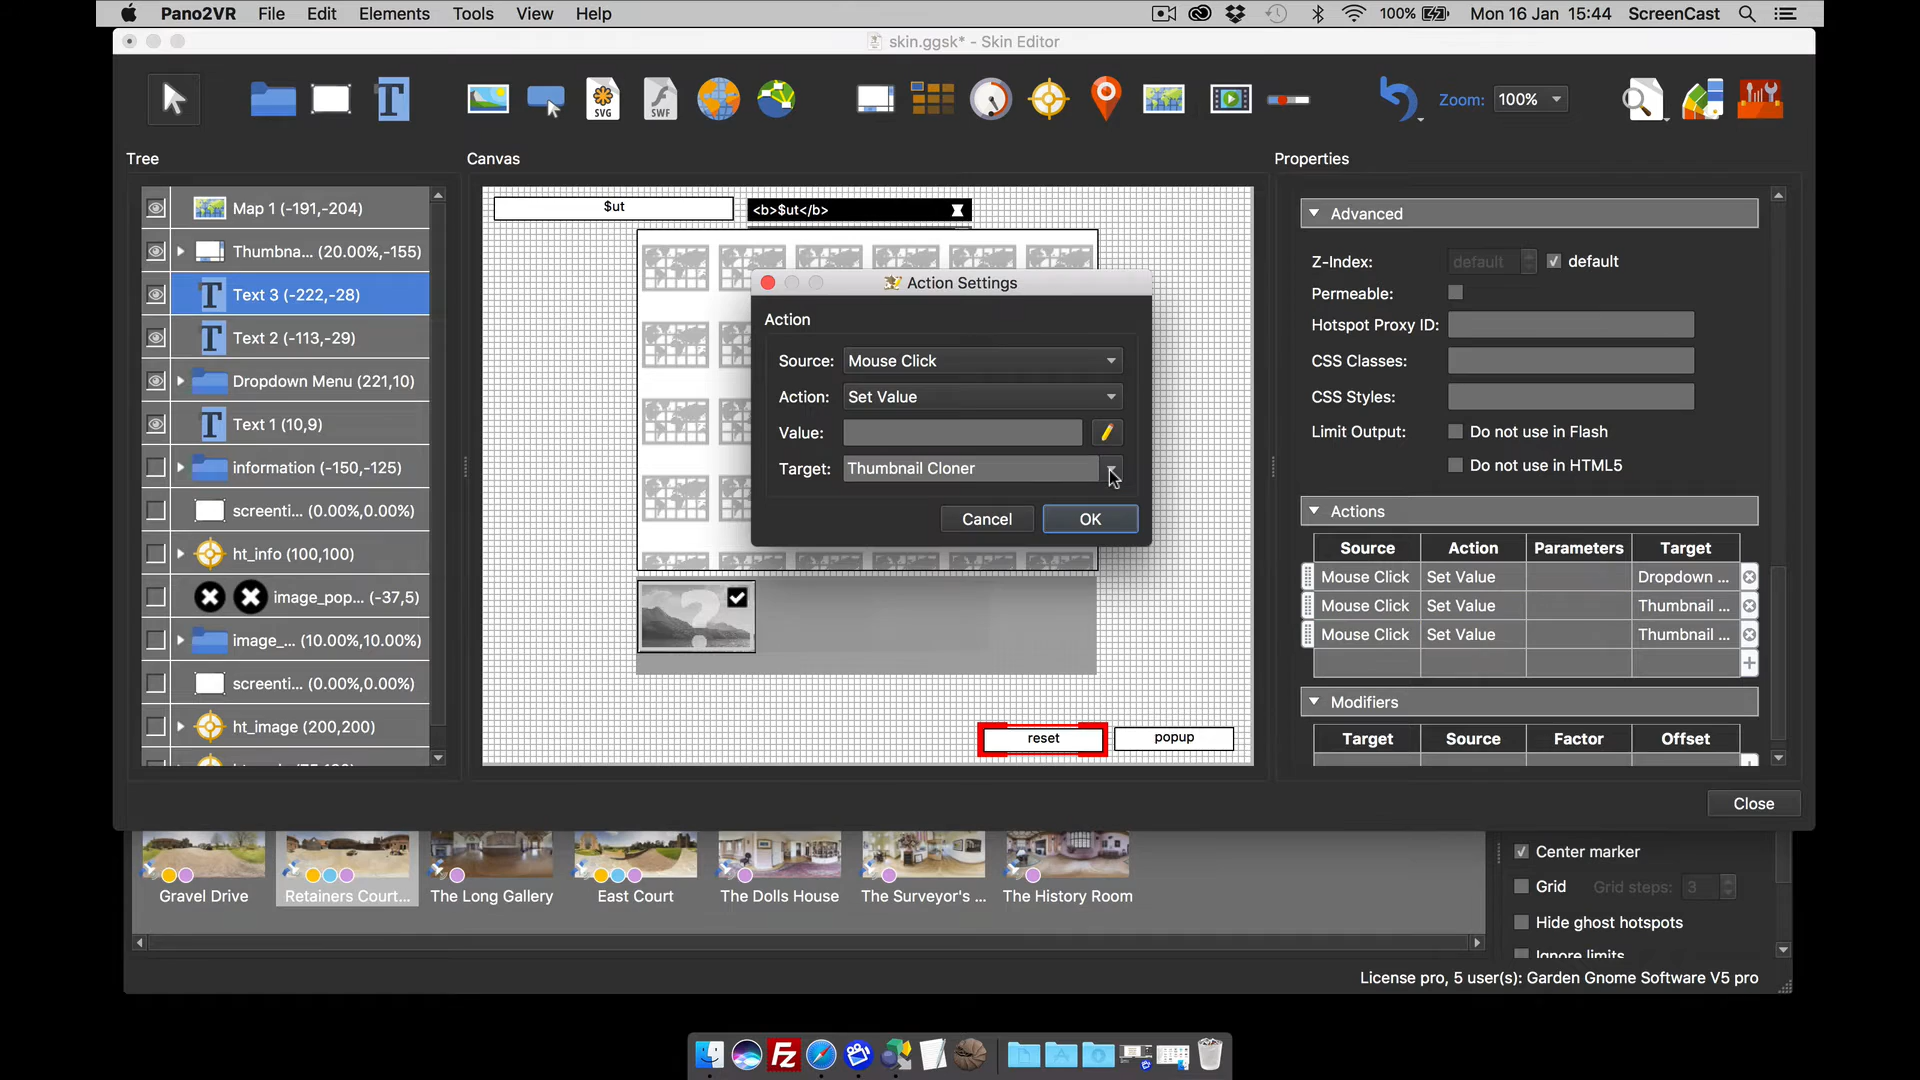 Pano2VR File Edit Elements Tools View Help 100% Mon 16 Jan 15:44 ScreenCast
skin.ggsk* - Skin Editor
SVG
SWF
Zoom: 100%
Tree
Canvas
Properties
Map 1 (-191,-204)
Thumbna... (20.00%,-155)
Text 3 (-222,-28)
Text 2 (-113,-29)
Dropdown Menu (221,10)
Text 1 (10,9)
information (-150,-125)
screenti... (0.00%,0.00%)
ht_info (100,100)
image_pop... (-37,5)
image_... (10.00%,10.00%)
screenti... (0.00%,0.00%)
ht_image (200,200)
$ut
<b>$ut</b>
reset
popup
Action Settings
Action
Source: Mouse Click
Action: Set Value
Value:
Target: Thumbnail Cloner
Cancel
OK
Advanced
Z-Index: default default
Permeable:
Hotspot Proxy ID:
CSS Classes:
CSS Styles:
Limit Output: Do not use in Flash
Do not use in HTML5
Actions
Source Action Parameters Target
Mouse Click Set Value Dropdown ...
Mouse Click Set Value Thumbnail ...
Mouse Click Set Value Thumbnail ...
Modifiers
Target Source Factor Offset
Close
Gravel Drive
Retainers Court...
The Long Gallery
East Court
The Dolls House
The Surveyor's ...
The History Room
Center marker
Grid Grid steps: 3
Hide ghost hotspots
Ignore limits
License pro, 5 user(s): Garden Gnome Software V5 pro